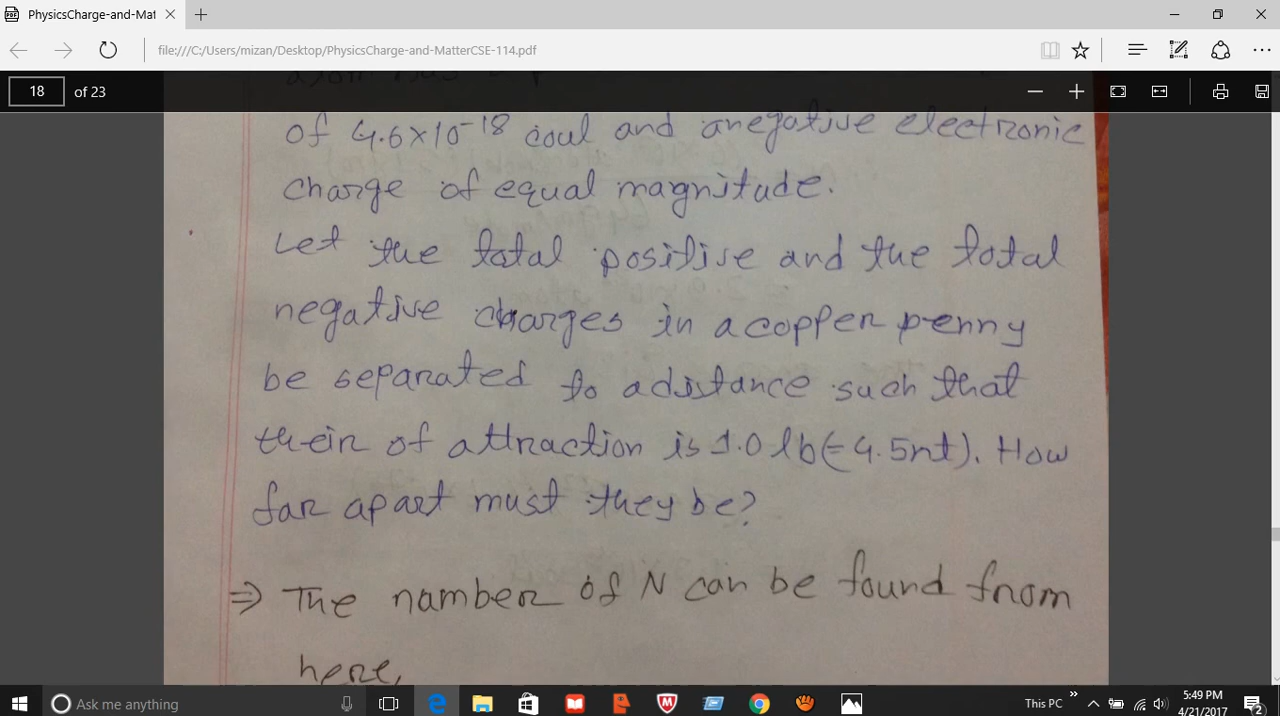 PhysicsCharge-and-Mat
file:///C:/Users/mizan/Desktop/PhysicsCharge-and-MatterCSE-114.pdf
18 of 23
of 4.6×10-18 coul and anegative electronic
charge of equal magnitude.
Let the total positive and the total
negative charges in a copper penny
be separated to a distance such that
their of attraction is 1.0 lb(=4.5nt). How
far apart must they be?
⇒ The namber of N can be found from
here,
Ask me anything
This PC
5:49 PM
4/21/2017
2